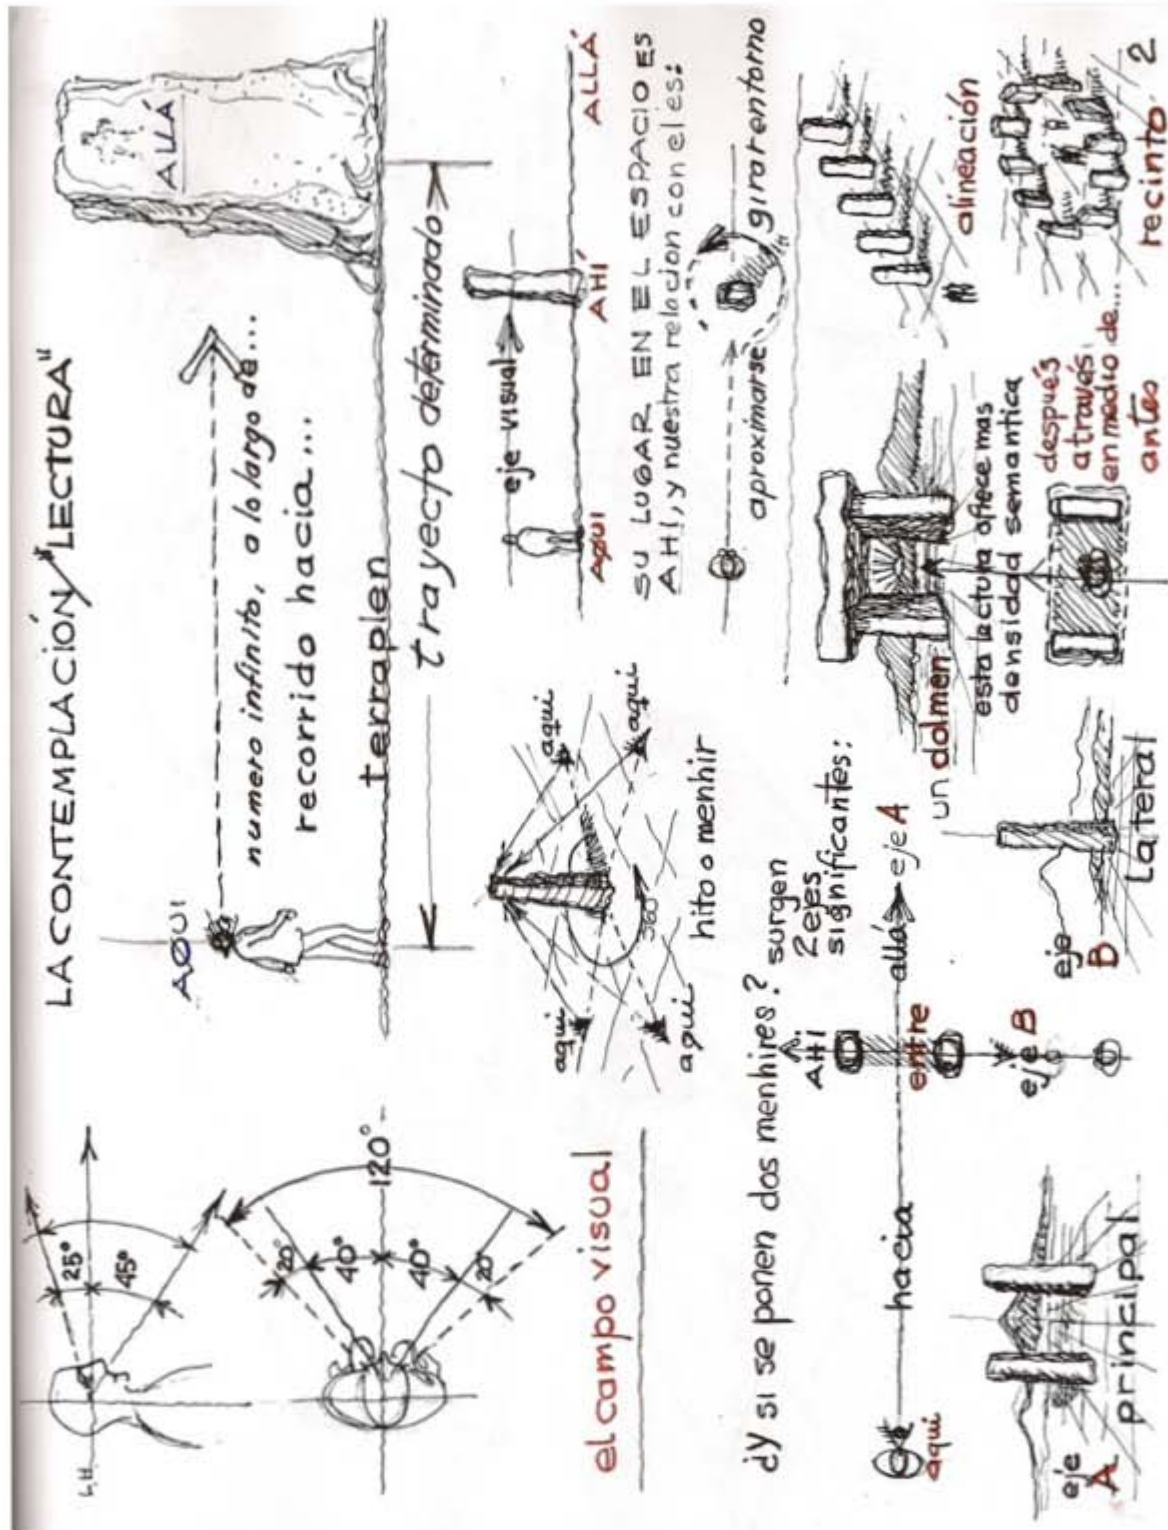 LA CONTEMPLACIÓN/"LECTURA"
L.H.
25°
45°
20°
40°
40°
20°
120°
el campo visual
AQUI
ALLÁ
numero infinito, a lo largo de...
recorrido hacia...
terraplen
trayecto determinado
aqui
aqui
aqui
aqui
360°
hito o menhir
eje visual
AQUI
AHÍ
ALLÁ
SU LUGAR EN EL ESPACIO ES
AHI, y nuestra relacion con el es:
aproximarse
girar entorno
¿Y si se ponen dos menhires?
surgen
2 ejes
significantes:
aqui
hacia
AHI
entre
allá
eje A
eje B
eje
A
principal
eje
B
lateral
un dolmen
esta lectura ofrece mas
densidad semantica
después
a través
en medio de...
antes
alineación
recinto
2